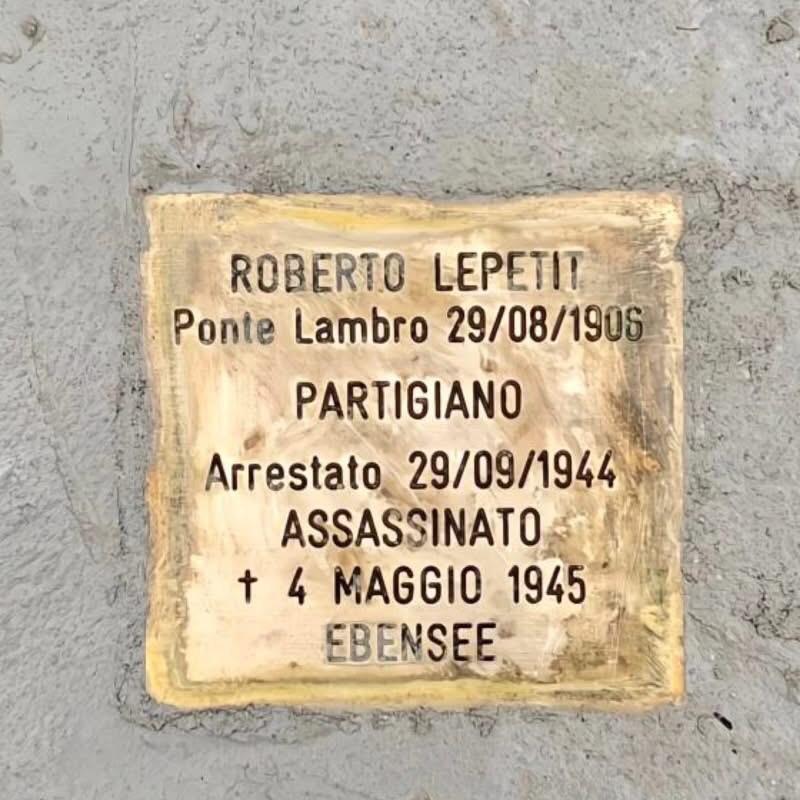 ROBERTO LEPETIT
Ponte Lambro 29/08/1906
PARTIGIANO
Arrestato 29/09/1944
ASSASSINATO
† 4 MAGGIO 1945
EBENSEE